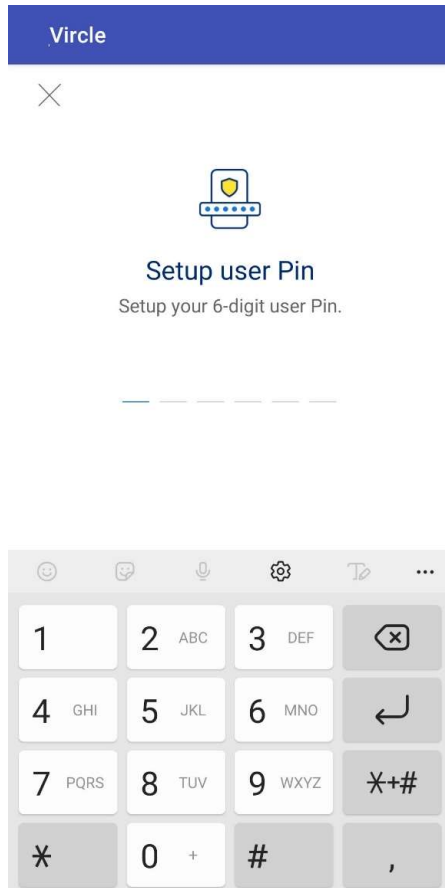 Vircle
Setup user Pin
Setup your 6-digit user Pin.
1
2 ABC
3 DEF
4 GHI
5 JKL
6 MNO
7 PQRS
8 TUV
9 WXYZ
*+#
*
0 +
#
,